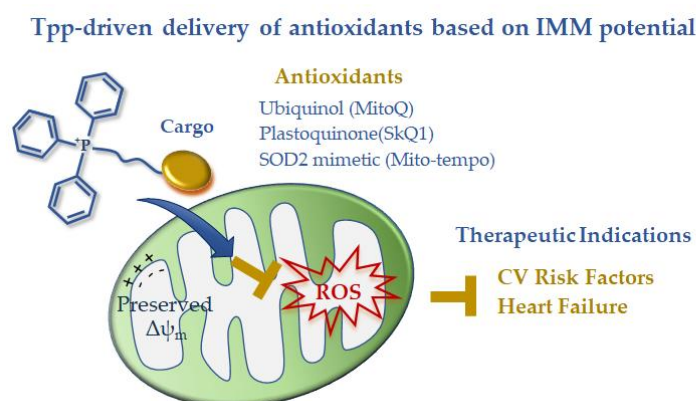 Tpp-driven delivery of antioxidants based on IMM potential
Antioxidants
Ubiquinol (MitoQ)
Plastoquinone(SkQ1)
SOD2 mimetic (Mito-tempo)
Cargo
+P
+++
---
Preserved
Δψm
ROS
Therapeutic Indications
CV Risk Factors
Heart Failure